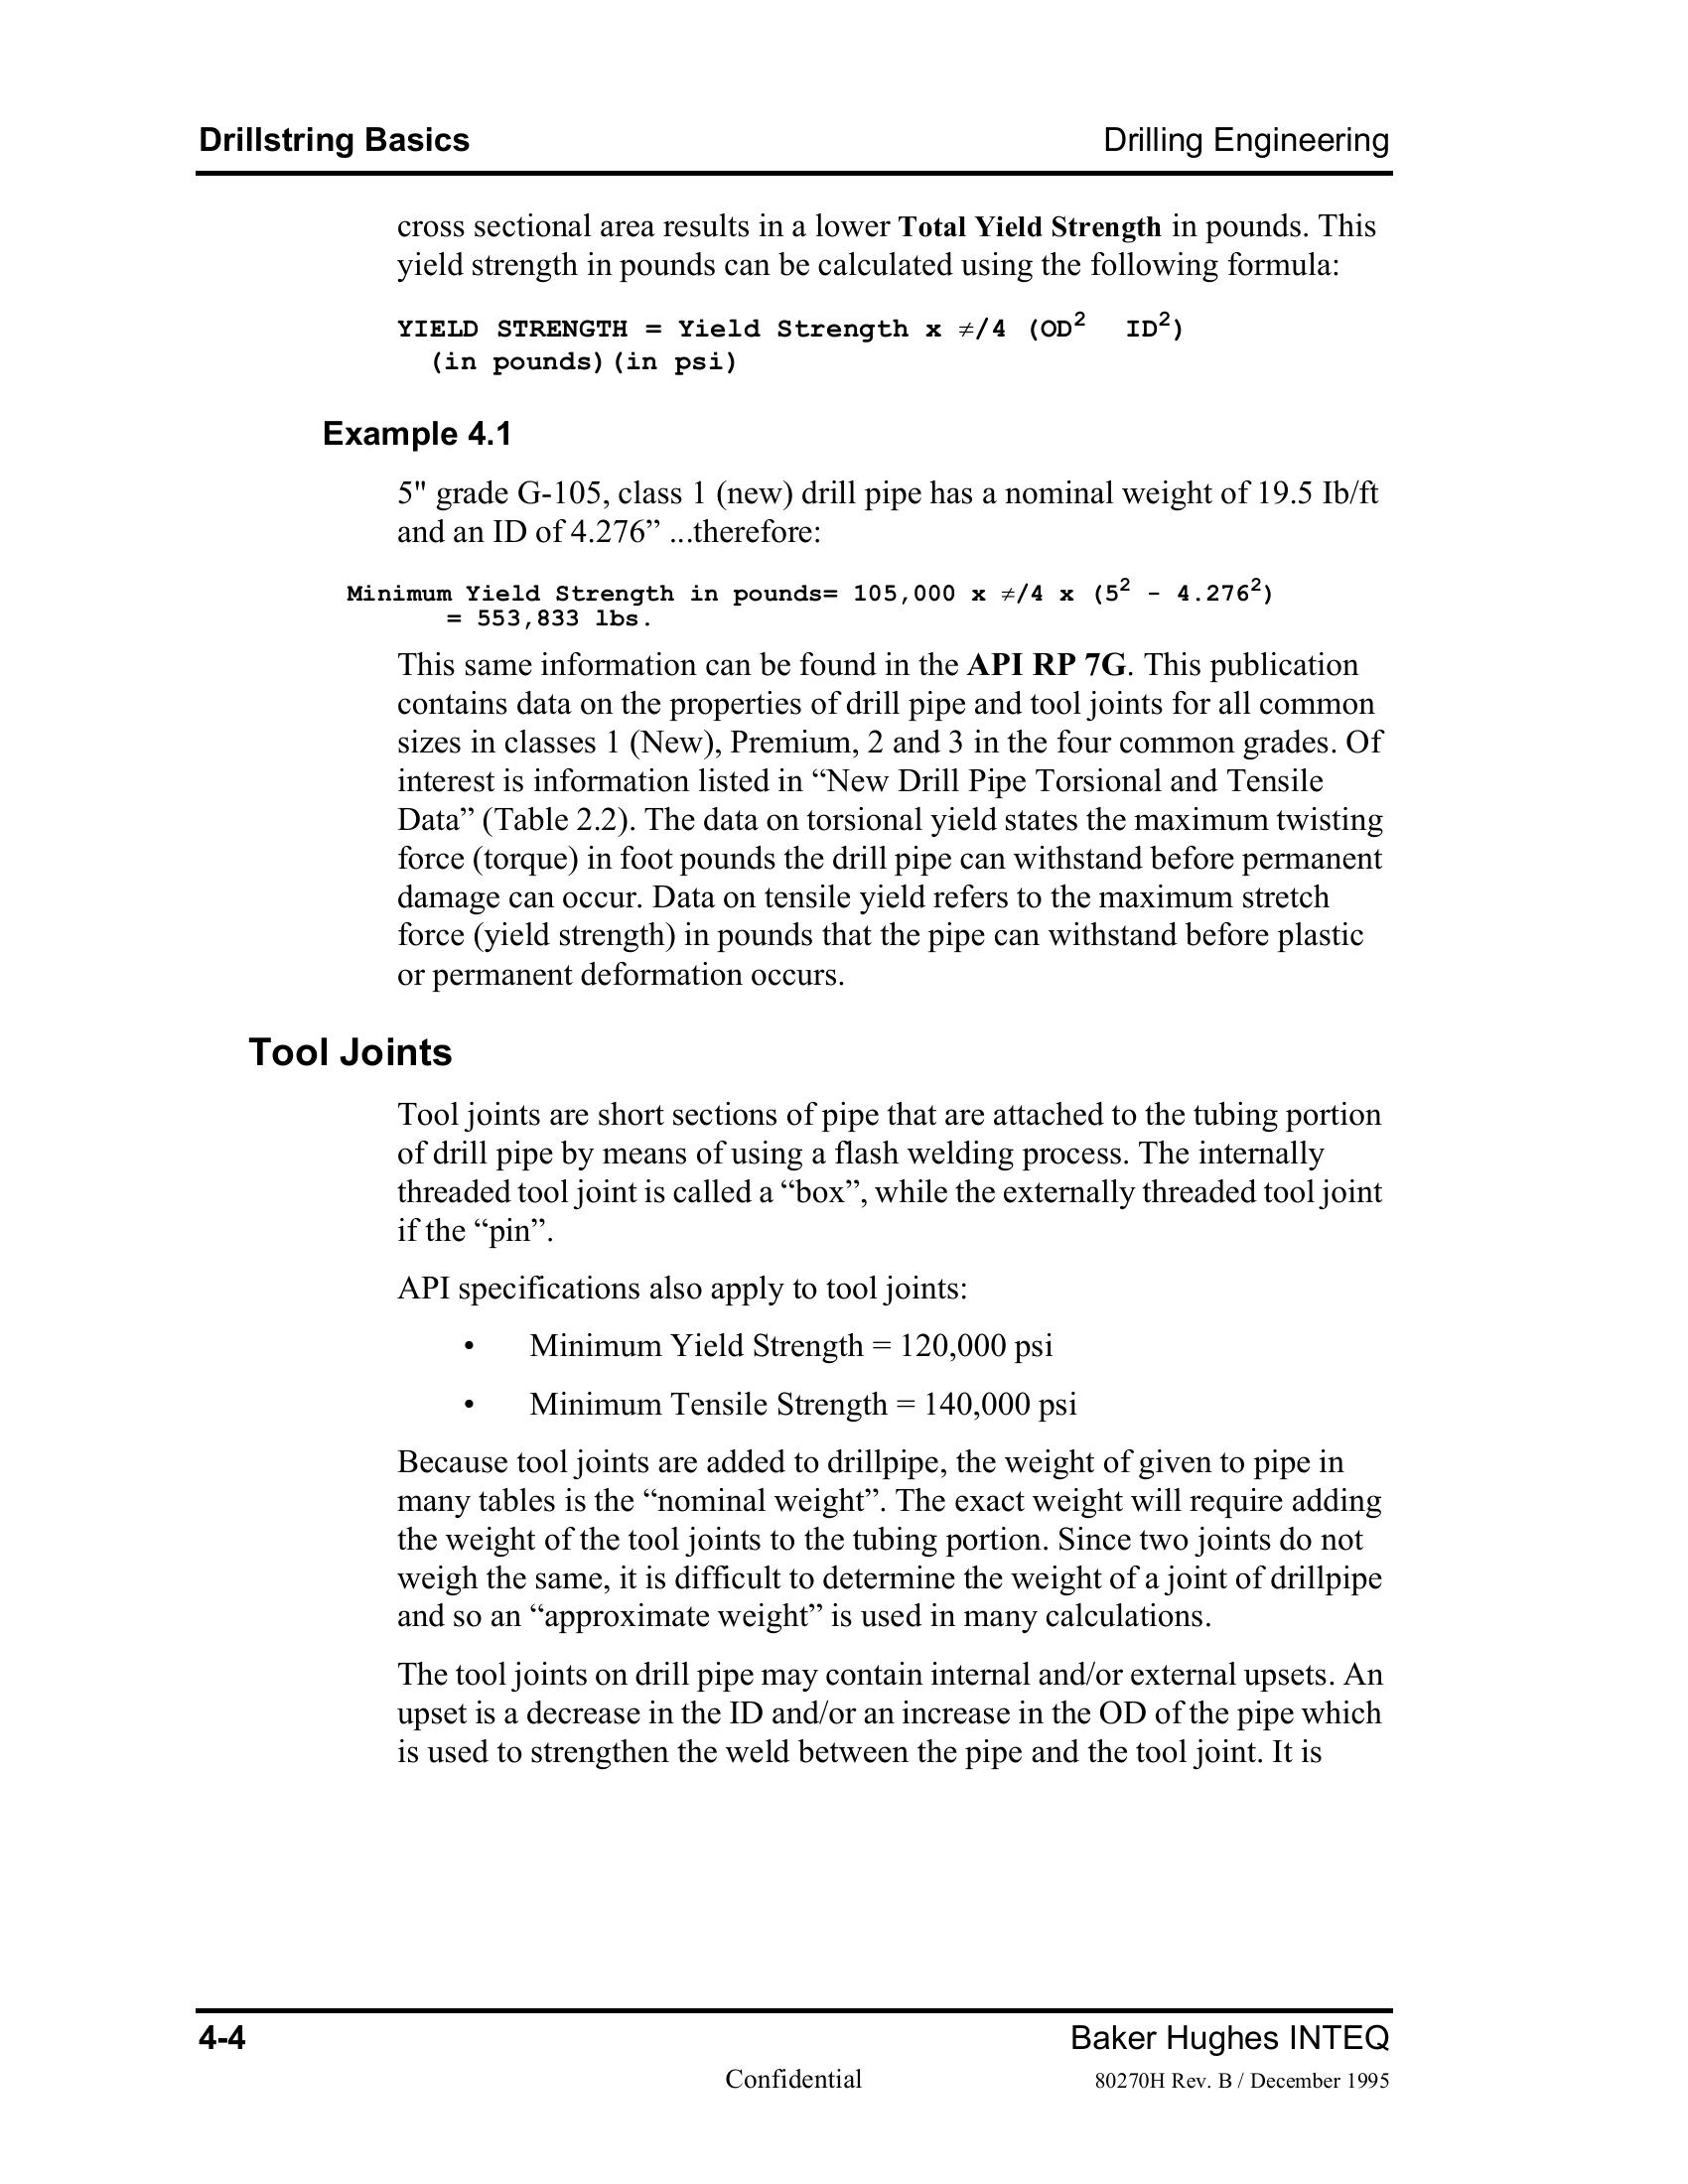 Drillstring Basics Drilling Engineering
cross sectional area results in a lower Total Yield Strength in pounds. This
yield strength in pounds can be calculated using the following formula:
YIELD STRENGTH = Yield Strength x ≠/4 (OD² ID²)
(in pounds)(in psi)
Example 4.1
5" grade G-105, class 1 (new) drill pipe has a nominal weight of 19.5 Ib/ft
and an ID of 4.276” ...therefore:
Minimum Yield Strength in pounds= 105,000 x ≠/4 x (5² - 4.276²)
= 553,833 lbs.
This same information can be found in the API RP 7G. This publication
contains data on the properties of drill pipe and tool joints for all common
sizes in classes 1 (New), Premium, 2 and 3 in the four common grades. Of
interest is information listed in “New Drill Pipe Torsional and Tensile
Data” (Table 2.2). The data on torsional yield states the maximum twisting
force (torque) in foot pounds the drill pipe can withstand before permanent
damage can occur. Data on tensile yield refers to the maximum stretch
force (yield strength) in pounds that the pipe can withstand before plastic
or permanent deformation occurs.
Tool Joints
Tool joints are short sections of pipe that are attached to the tubing portion
of drill pipe by means of using a flash welding process. The internally
threaded tool joint is called a “box”, while the externally threaded tool joint
if the “pin”.
API specifications also apply to tool joints:
• Minimum Yield Strength = 120,000 psi
• Minimum Tensile Strength = 140,000 psi
Because tool joints are added to drillpipe, the weight of given to pipe in
many tables is the “nominal weight”. The exact weight will require adding
the weight of the tool joints to the tubing portion. Since two joints do not
weigh the same, it is difficult to determine the weight of a joint of drillpipe
and so an “approximate weight” is used in many calculations.
The tool joints on drill pipe may contain internal and/or external upsets. An
upset is a decrease in the ID and/or an increase in the OD of the pipe which
is used to strengthen the weld between the pipe and the tool joint. It is
4-4 Baker Hughes INTEQ
Confidential 80270H Rev. B / December 1995